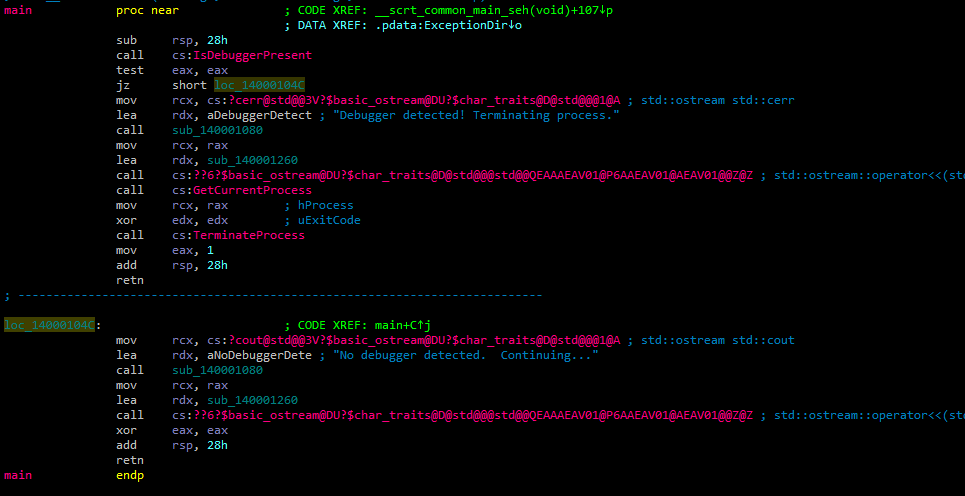 main proc near ; CODE XREF: __scrt_common_main_seh(void)+107↓p
; DATA XREF: .pdata:ExceptionDir↓o
sub rsp, 28h
call cs:IsDebuggerPresent
test eax, eax
jz short loc_14000104C
mov rcx, cs:?cerr@std@@3V?$basic_ostream@DU?$char_traits@D@std@@@1@A ; std::ostream std::cerr
lea rdx, aDebuggerDetect ; "Debugger detected! Terminating process."
call sub_140001080
mov rcx, rax
lea rdx, sub_140001260
call cs:??6?$basic_ostream@DU?$char_traits@D@std@@@std@@QEAAAEAV01@P6AAEAV01@AEAV01@@Z@Z ; std::ostream::operator<<(st
call cs:GetCurrentProcess
mov rcx, rax ; hProcess
xor edx, edx ; uExitCode
call cs:TerminateProcess
mov eax, 1
add rsp, 28h
retn
; ---------------------------------------------------------------------------
loc_14000104C: ; CODE XREF: main+C↑j
mov rcx, cs:?cout@std@@3V?$basic_ostream@DU?$char_traits@D@std@@@1@A ; std::ostream std::cout
lea rdx, aNoDebuggerDete ; "No debugger detected.  Continuing..."
call sub_140001080
mov rcx, rax
lea rdx, sub_140001260
call cs:??6?$basic_ostream@DU?$char_traits@D@std@@@std@@QEAAAEAV01@P6AAEAV01@AEAV01@@Z@Z ; std::ostream::operator<<(st
xor eax, eax
add rsp, 28h
retn
main endp